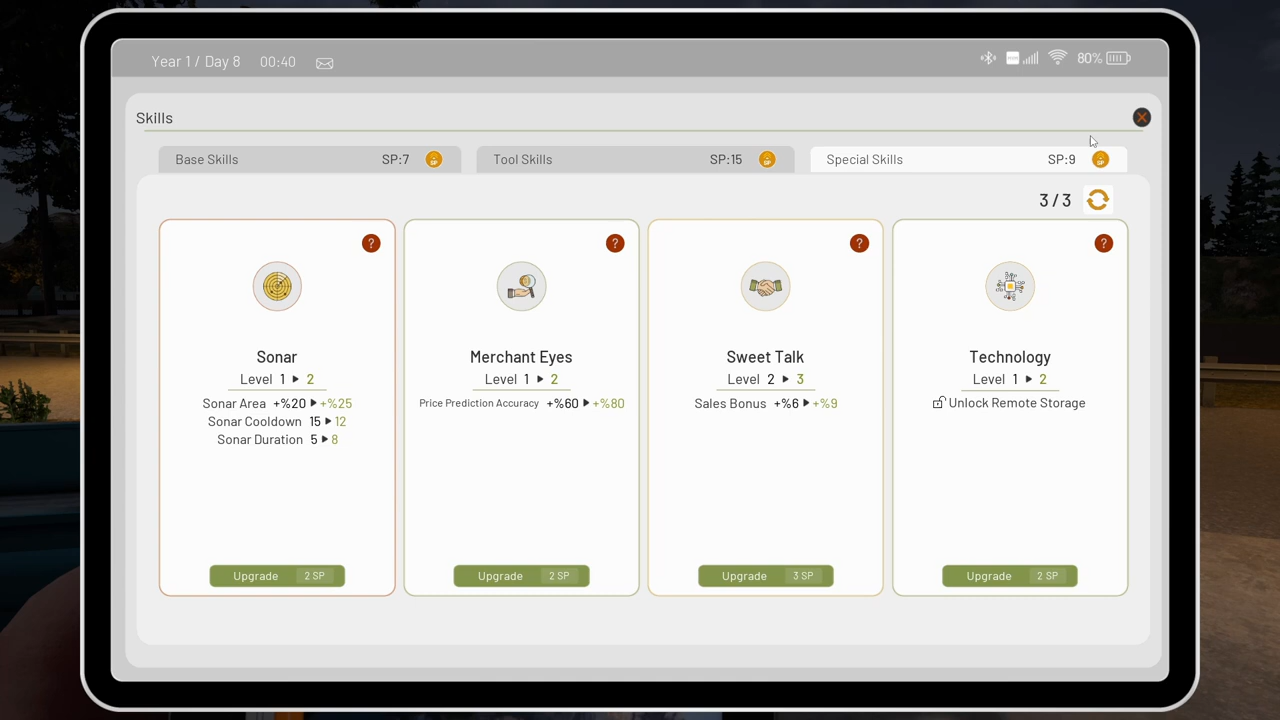 Year 1 / Day 8 00:40 80%
Skills
Base Skills SP:7 Tool Skills SP:15 Special Skills SP:9
3 / 3
?
Sonar
Level 1 ▶ 2
Sonar Area +%20 ▶ +%25
Sonar Cooldown 15 ▶ 12
Sonar Duration 5 ▶ 8
Upgrade 2 SP
?
Merchant Eyes
Level 1 ▶ 2
Price Prediction Accuracy +%60 ▶ +%80
Upgrade 2 SP
?
Sweet Talk
Level 2 ▶ 3
Sales Bonus +%6 ▶ +%9
Upgrade 3 SP
?
Technology
Level 1 ▶ 2
Unlock Remote Storage
Upgrade 2 SP